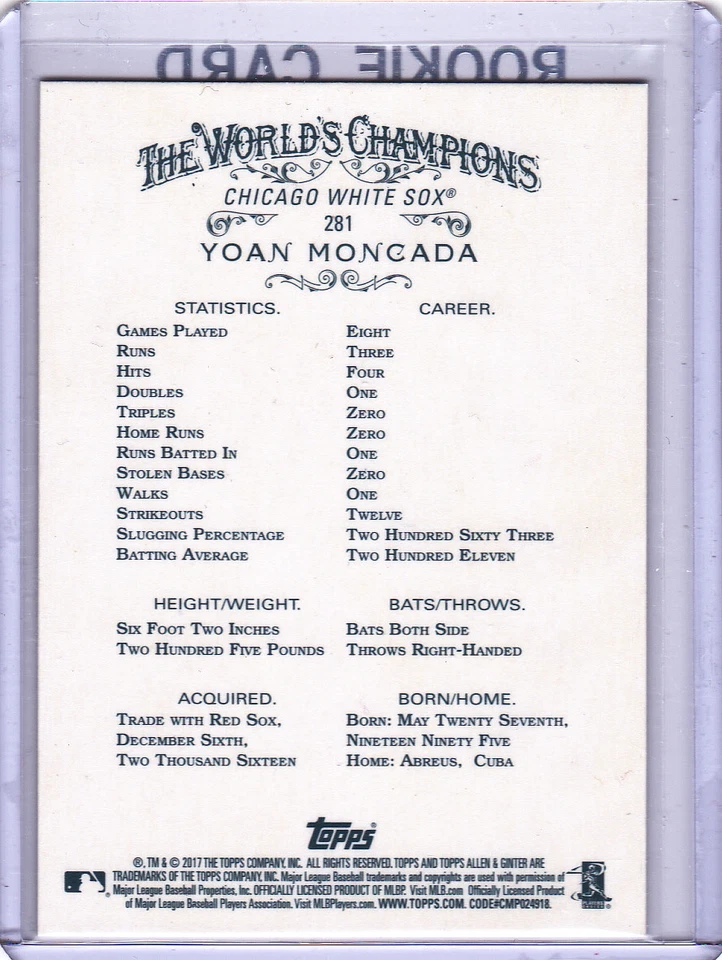 ROOKIE CARD
THE WORLD'S CHAMPIONS
CHICAGO WHITE SOX®
281
YOAN MONCADA
STATISTICS. CAREER.
GAMES PLAYED EIGHT
RUNS THREE
HITS FOUR
DOUBLES ONE
TRIPLES ZERO
HOME RUNS ZERO
RUNS BATTED IN ONE
STOLEN BASES ZERO
WALKS ONE
STRIKEOUTS TWELVE
SLUGGING PERCENTAGE TWO HUNDRED SIXTY THREE
BATTING AVERAGE TWO HUNDRED ELEVEN
HEIGHT/WEIGHT. BATS/THROWS.
SIX FOOT TWO INCHES BATS BOTH SIDE
TWO HUNDRED FIVE POUNDS THROWS RIGHT-HANDED
ACQUIRED. BORN/HOME.
TRADE WITH RED SOX, BORN: MAY TWENTY SEVENTH,
DECEMBER SIXTH, NINETEEN NINETY FIVE
TWO THOUSAND SIXTEEN HOME: ABREUS, CUBA
TOPPS®
®, TM & © 2017 THE TOPPS COMPANY, INC. ALL RIGHTS RESERVED. TOPPS AND TOPPS ALLEN & GINTER ARE
TRADEMARKS OF THE TOPPS COMPANY, INC. Major League Baseball trademarks and copyrights are used with permission of
Major League Baseball Properties, Inc. OFFICIALLY LICENSED PRODUCT OF MLBP. Visit MLB.com Officially Licensed Product
of Major League Baseball Players Association. Visit MLBPlayers.com. WWW.TOPPS.COM. CODE#CMP024918.